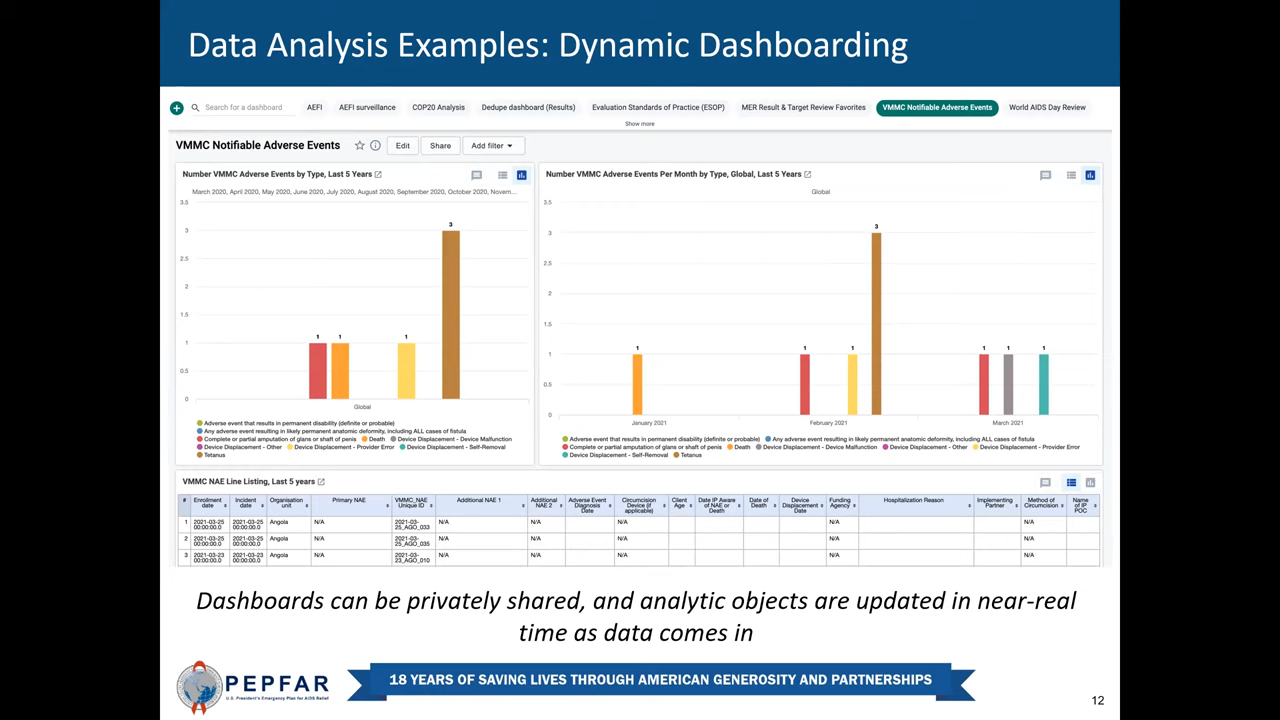 Data Analysis Examples: Dynamic Dashboarding
Search for a dashboard AEFI AEFI surveillance COP20 Analysis Dedupe dashboard (Results) Evaluation Standards of Practice (ESOP) MER Result & Target Review Favorites VMMC Notifiable Adverse Events World AIDS Day Review
Show more
VMMC Notifiable Adverse Events Edit Share Add filter
Number VMMC Adverse Events by Type, Last 5 Years
March 2020, April 2020, May 2020, June 2020, July 2020, August 2020, September 2020, October 2020, Novem...
3.5
3
2.5
2
1.5
1
0.5
0
1 1 1 3
Global
Adverse event that results in permanent disability (definite or probable)
Any adverse event resulting in likely permanent anatomic deformity, including ALL cases of fistula
Complete or partial amputation of glans or shaft of penis Death Device Displacement - Device Malfunction
Device Displacement - Other Device Displacement - Provider Error Device Displacement - Self-Removal
Tetanus
Number VMMC Adverse Events Per Month by Type, Global, Last 5 Years
Global
3.5
3
2.5
2
1.5
1
0.5
0
1 1 1 3 1 1 1
January 2021 February 2021 March 2021
Adverse event that results in permanent disability (definite or probable) Any adverse event resulting in likely permanent anatomic deformity, including ALL cases of fistula
Complete or partial amputation of glans or shaft of penis Death Device Displacement - Device Malfunction Device Displacement - Other Device Displacement - Provider Error
Device Displacement - Self-Removal Tetanus
VMMC NAE Line Listing, Last 5 years
# Enrollment date Incident date Organisation unit Primary NAE VMMC_NAE Unique ID Additional NAE 1 Additional NAE 2 Adverse Event Diagnosis Date Circumcision Device (if applicable) Client Age Date IP Aware of NAE or Death Date of Death Device Displacement Date Funding Agency Hospitalization Reason Implementing Partner Method of Circumcision Name of IP POC
1 2021-03-25 00:00:00.0 2021-03-25 00:00:00.0 Angola N/A 2021-03-25_AGO_033 N/A N/A N/A N/A N/A
2 2021-03-25 00:00:00.0 2021-03-25 00:00:00.0 Angola N/A 2021-03-25_AGO_035 N/A N/A N/A N/A N/A
3 2021-03-23 00:00:00.0 2021-03-23 00:00:00.0 Angola N/A 2021-03-23_AGO_010 N/A N/A N/A N/A N/A
Dashboards can be privately shared, and analytic objects are updated in near-real
time as data comes in
PEPFAR
U.S. President's Emergency Plan for AIDS Relief
18 YEARS OF SAVING LIVES THROUGH AMERICAN GENEROSITY AND PARTNERSHIPS
12